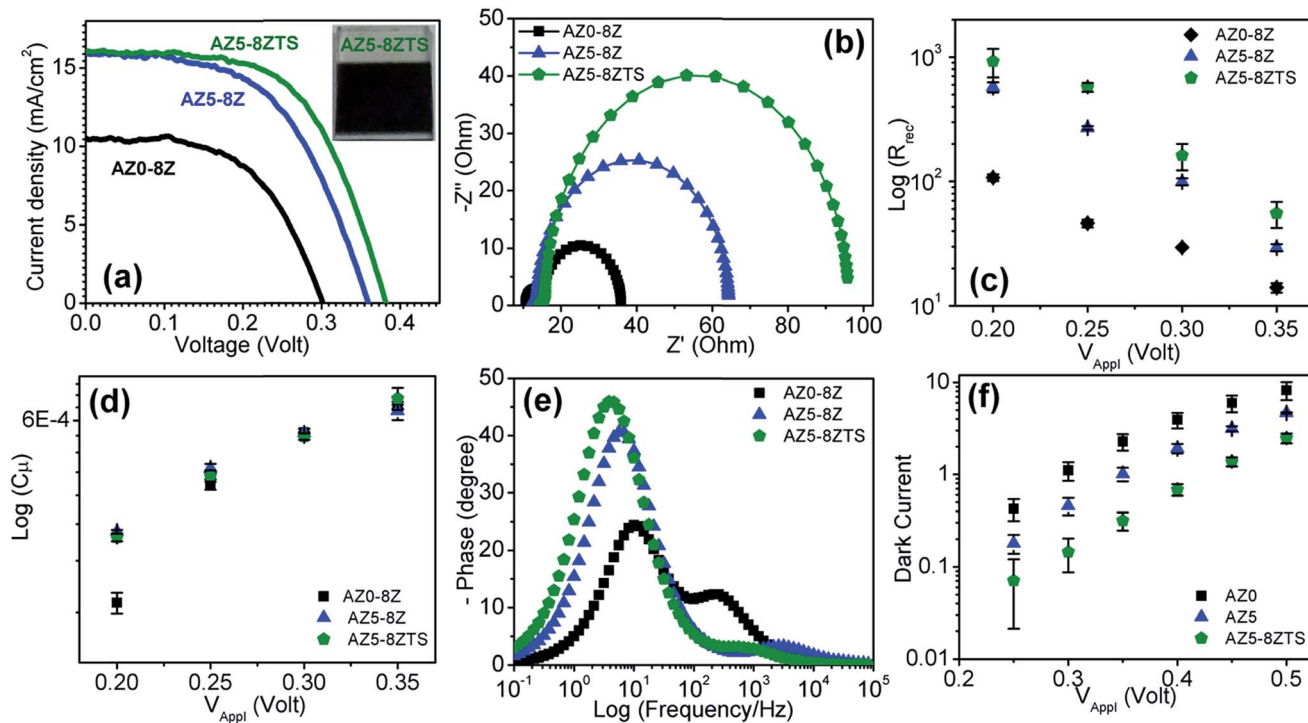 AZ5-8ZTS
AZ5-8ZTS
AZ5-8Z
AZ0-8Z
(a)
15
10
5
0
0.0 0.1 0.2 0.3 0.4
Current density (mA/cm²)
Voltage (Volt)
(b)
AZ0-8Z
AZ5-8Z
AZ5-8ZTS
-50
-40
-30
-20
-10
0
20 40 60 80 100
-Z'' (Ohm)
Z' (Ohm)
(c)
AZ0-8Z
AZ5-8Z
AZ5-8ZTS
10³
10²
10¹
0.20 0.25 0.30 0.35
Log (Rrec)
VAppl (Volt)
(d)
6E-4
AZ0-8Z
AZ5-8Z
AZ5-8ZTS
0.20 0.25 0.30 0.35
Log (Cμ)
VAppl (Volt)
(e)
AZ0-8Z
AZ5-8Z
AZ5-8ZTS
50
40
30
20
10
0
10⁻¹ 10⁰ 10¹ 10² 10³ 10⁴ 10⁵
- Phase (degree)
Log (Frequency/Hz)
(f)
AZ0
AZ5
AZ5-8ZTS
10
1
0.1
0.01
0.2 0.3 0.4 0.5
Dark Current
VAppl (Volt)